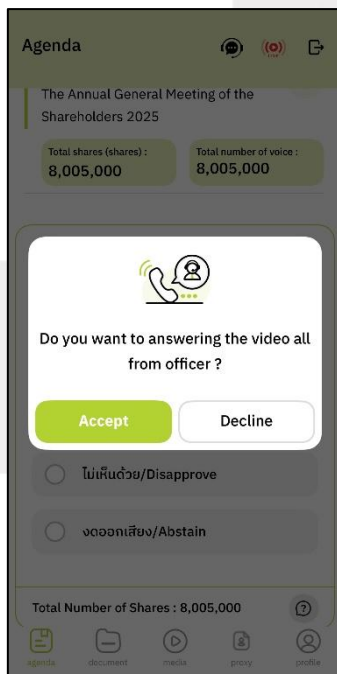 Agenda
The Annual General Meeting of the
Shareholders 2025
Total shares (shares) :
8,005,000
Total number of voice :
8,005,000
Do you want to answering the video all
from officer ?
Accept
Decline
ไม่เห็นด้วย/Disapprove
งดออกเสียง/Abstain
Total Number of Shares : 8,005,000
agenda
document
media
proxy
profile